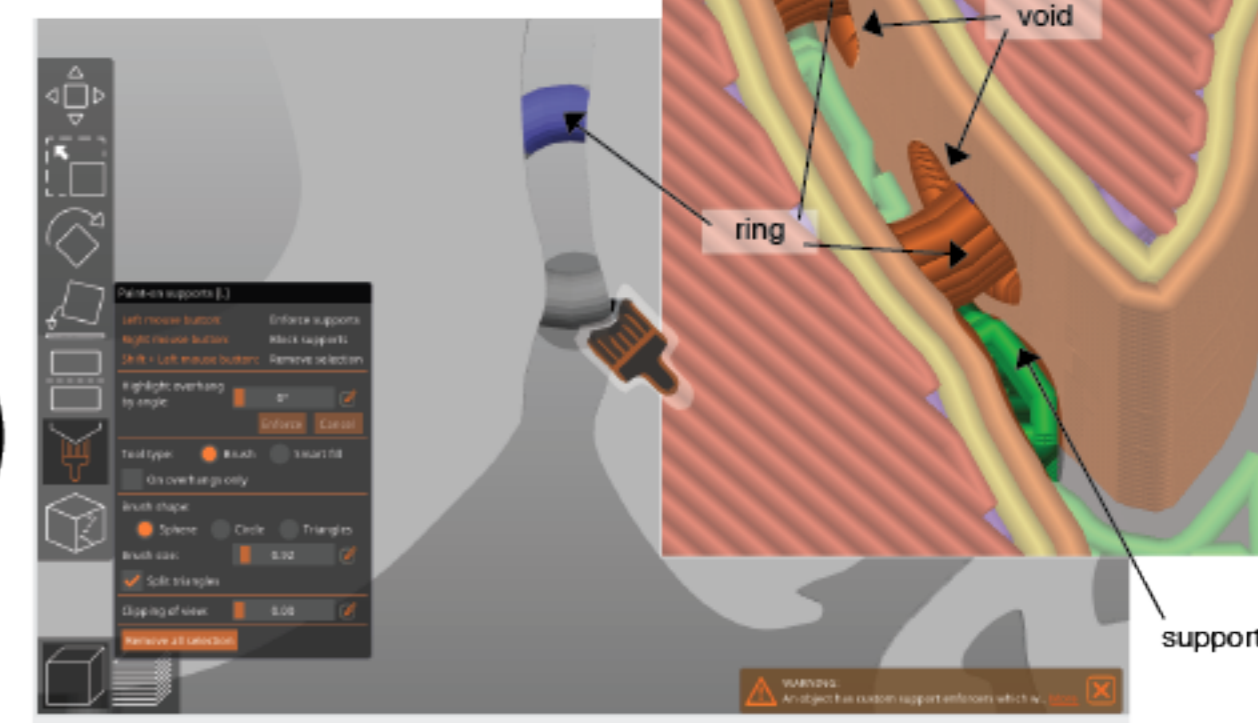 void
ring
support
Paint-on supports [L]
Left mouse button: Enforce supports
Right mouse button: Block supports
Shift + Left mouse button: Remove selection
Highlight overhang
by angle: 0°
Enforce Cancel
Tool type: Brush Smart fill
On overhangs only
Brush shape:
Sphere Circle Triangles
Brush size: 0.92
Split triangles
Clipping of view: 0.00
Remove all selection
WARNING:
An object has custom support enforcers which w...